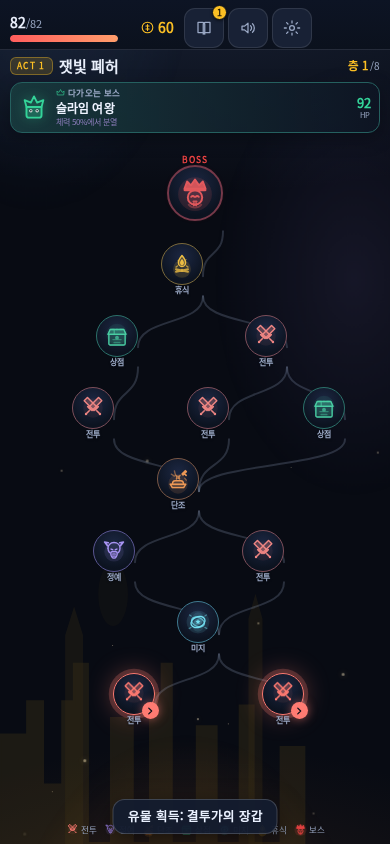 82/82
60
1
ACT 1 잿빛 폐허
층 1/8
다가오는 보스
슬라임 여왕
체력 50%에서 분열
92
HP
BOSS
휴식
상점
전투
전투
전투
상점
단조
정예
전투
미지
전투
전투
유물 획득: 결투가의 장갑
전투
보스